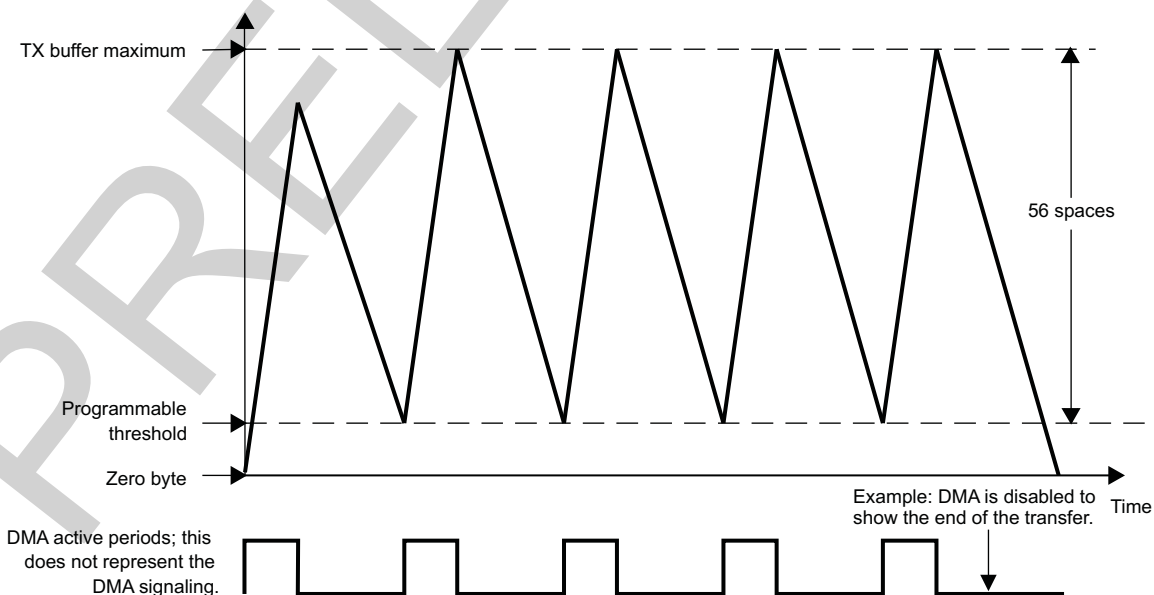 TX buffer maximum
56 spaces
Programmable
threshold
Zero byte
Example: DMA is disabled to
show the end of the transfer.
Time
DMA active periods; this
does not represent the
DMA signaling.
PREL